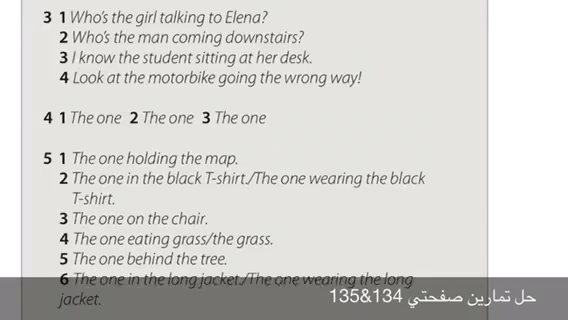 3 1 Who's the girl talking to Elena?
2 Who's the man coming downstairs?
3 I know the student sitting at her desk.
4 Look at the motorbike going the wrong way!
4 1 The one 2 The one 3 The one
5 1 The one holding the map.
2 The one in the black T-shirt./The one wearing the black
T-shirt.
3 The one on the chair.
4 The one eating grass/the grass.
5 The one behind the tree.
6 The one in the long jacket./The one wearing the long
jacket.
حل تمارين صفحتي 134&135